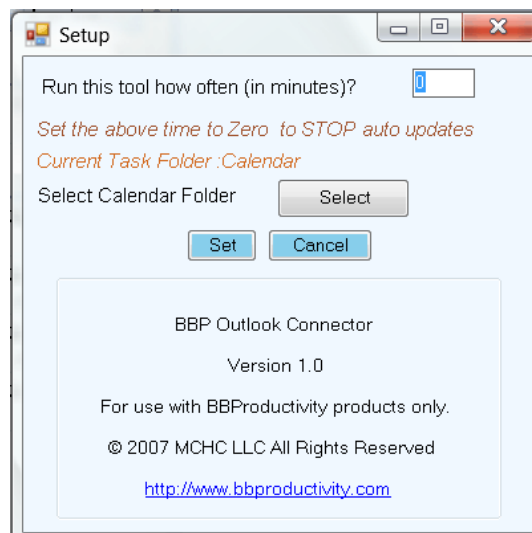 Setup
Run this tool how often (in minutes)? 0
Set the above time to Zero to STOP auto updates
Current Task Folder :Calendar
Select Calendar Folder Select
Set Cancel
BBP Outlook Connector
Version 1.0
For use with BBProductivity products only.
© 2007 MCHC LLC All Rights Reserved
http://www.bbproductivity.com